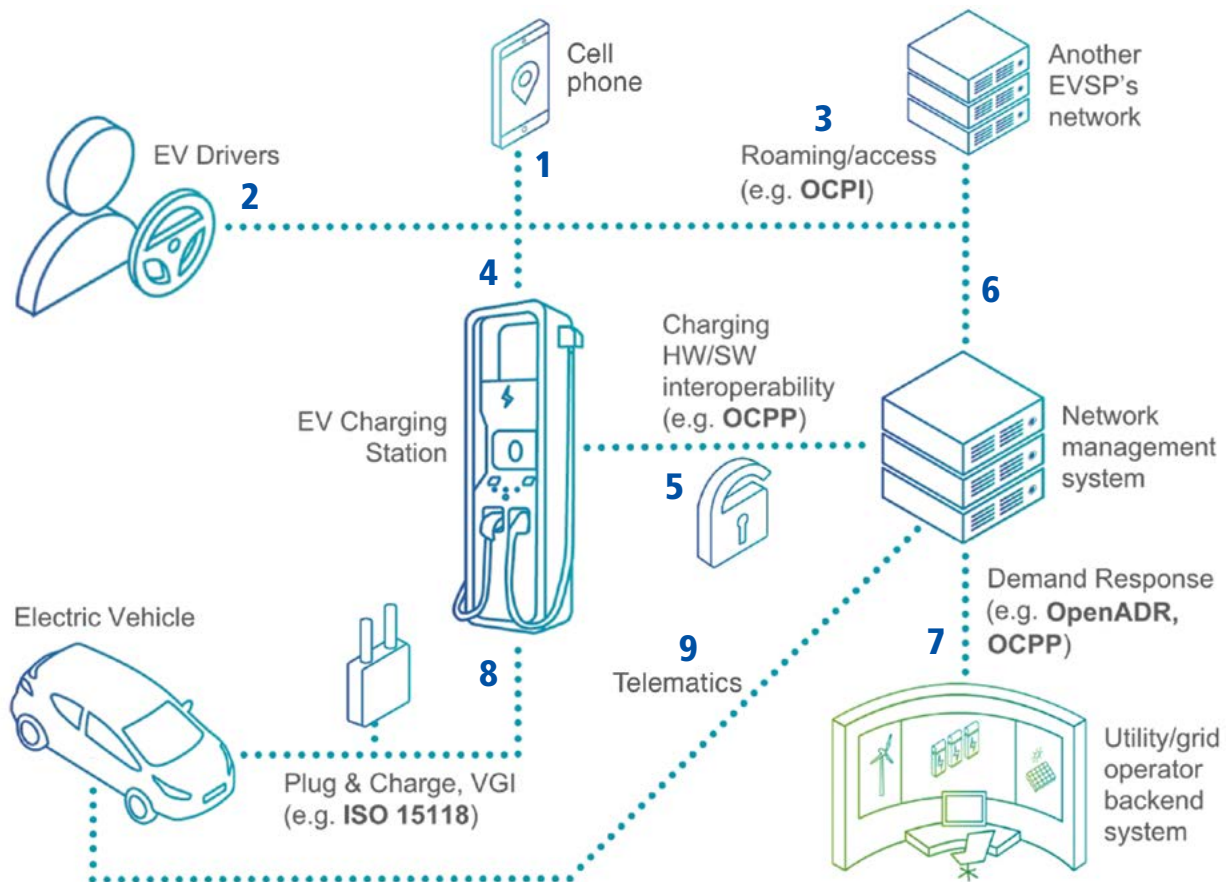 Cell
phone
1
Another
EVSP's
network
3
Roaming/access
(e.g. OCPI)
EV Drivers
2
4
6
Charging
HW/SW
interoperability
(e.g. OCPP)
5
EV Charging
Station
0
Network
management
system
Demand Response
(e.g. OpenADR,
OCPP)
7
Electric Vehicle
8
9
Telematics
Plug & Charge, VGI
(e.g. ISO 15118)
Utility/grid
operator
backend
system